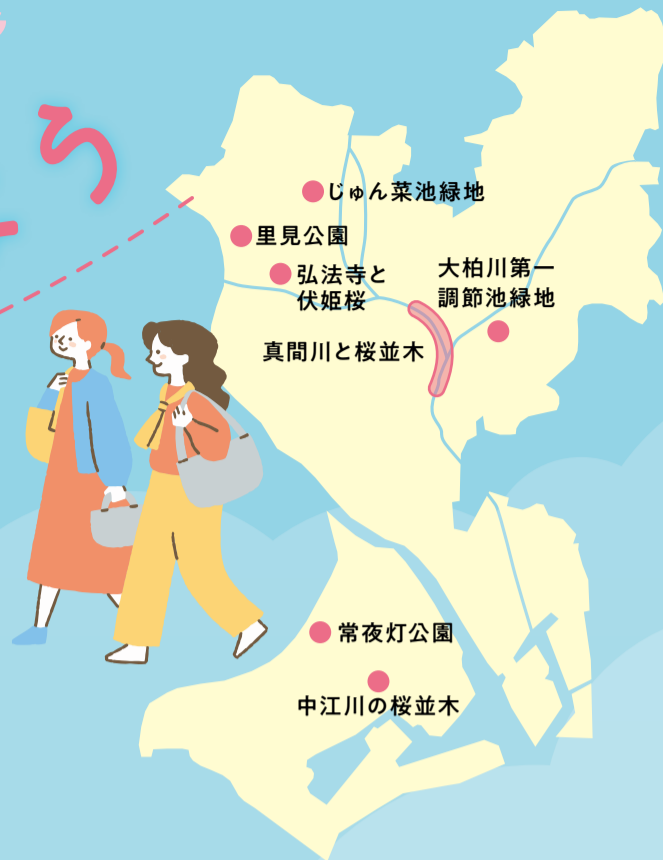 ろ
じゅん菜池緑地
里見公園
弘法寺と
伏姫桜
大柏川第一
調節池緑地
真間川と桜並木
常夜灯公園
中江川の桜並木